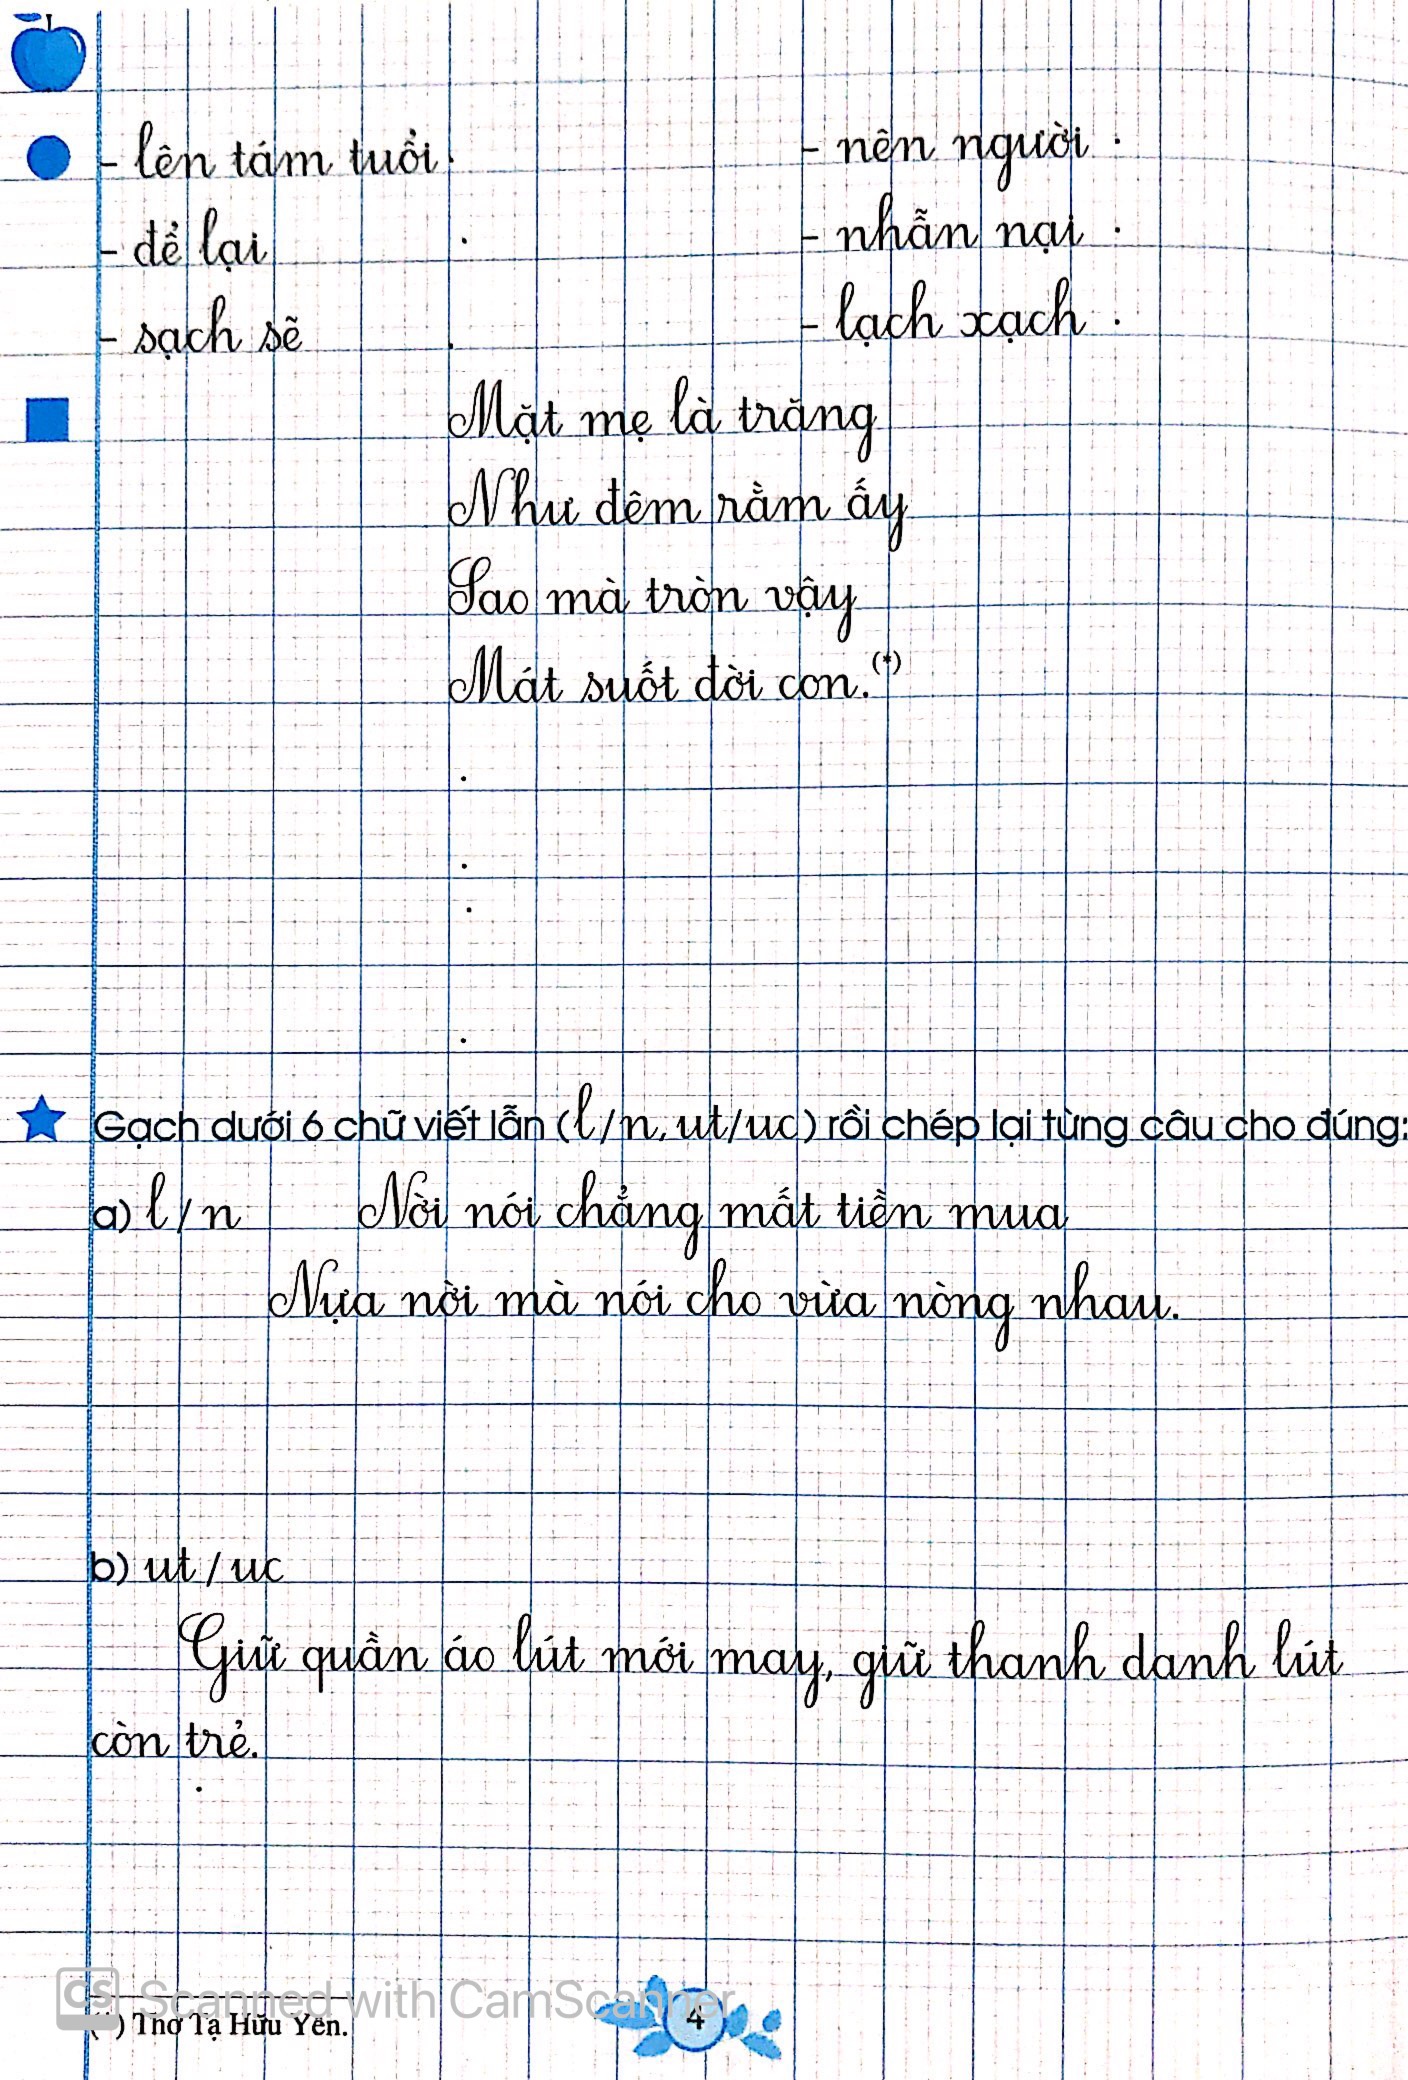 - lên tám tuổi
- nên người
- để lại
- nhẫn nại
- sạch sẽ
- lạch xạch
Mặt mẹ là trăng
Như đêm rằm ấy
Sao mà tròn vậy
Mát suốt đời con.(*)
Gạch dưới 6 chữ viết lẫn (l/n, ut/uc) rồi chép lại từng câu cho đúng:
a) l/n Nời nói chẳng mất tiền mua
Nựa nời mà nói cho vừa nòng nhau.
b) ut/uc
Giữ quần áo lút mới may, giữ thanh danh lút
còn trẻ.
CS Scanned with CamScanner
(*) Thơ Tạ Hữu Yên.
4